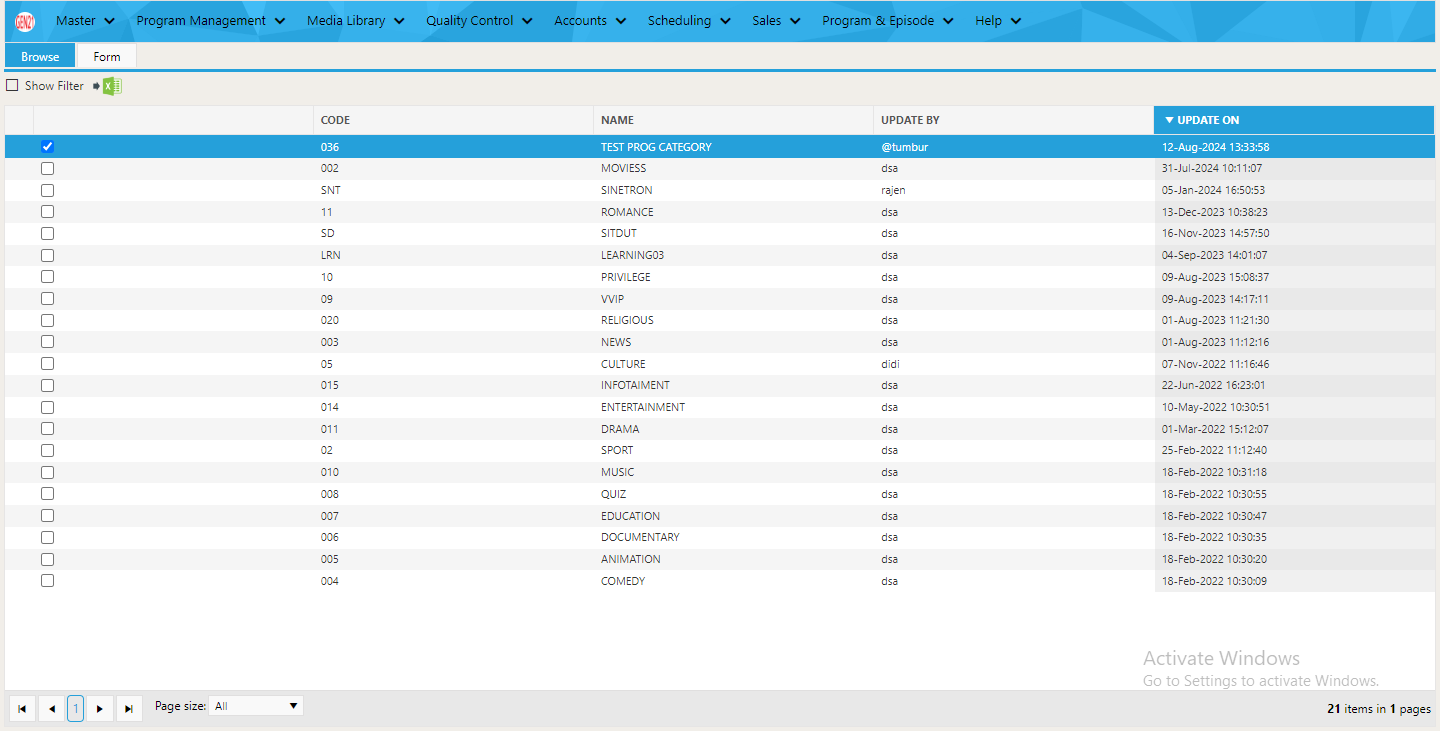 GEN21 Master Program Management Media Library Quality Control Accounts Scheduling Sales Program & Episode Help
Browse Form
Show Filter
CODE NAME UPDATE BY UPDATE ON
036 TEST PROG CATEGORY @tumbur 12-Aug-2024 13:33:58
002 MOVIESS dsa 31-Jul-2024 10:11:07
SNT SINETRON rajen 05-Jan-2024 16:50:53
11 ROMANCE dsa 13-Dec-2023 10:38:23
SD SITDUT dsa 16-Nov-2023 14:57:50
LRN LEARNING03 dsa 04-Sep-2023 14:01:07
10 PRIVILEGE dsa 09-Aug-2023 15:08:37
09 VVIP dsa 09-Aug-2023 14:17:11
020 RELIGIOUS dsa 01-Aug-2023 11:21:30
003 NEWS dsa 01-Aug-2023 11:12:16
05 CULTURE didi 07-Nov-2022 11:16:46
015 INFOTAIMENT dsa 22-Jun-2022 16:23:01
014 ENTERTAINMENT dsa 10-May-2022 10:30:51
011 DRAMA dsa 01-Mar-2022 15:12:07
02 SPORT dsa 25-Feb-2022 11:12:40
010 MUSIC dsa 18-Feb-2022 10:31:18
008 QUIZ dsa 18-Feb-2022 10:30:55
007 EDUCATION dsa 18-Feb-2022 10:30:47
006 DOCUMENTARY dsa 18-Feb-2022 10:30:35
005 ANIMATION dsa 18-Feb-2022 10:30:20
004 COMEDY dsa 18-Feb-2022 10:30:09
Activate Windows
Go to Settings to activate Windows.
1 Page size: All 21 items in 1 pages